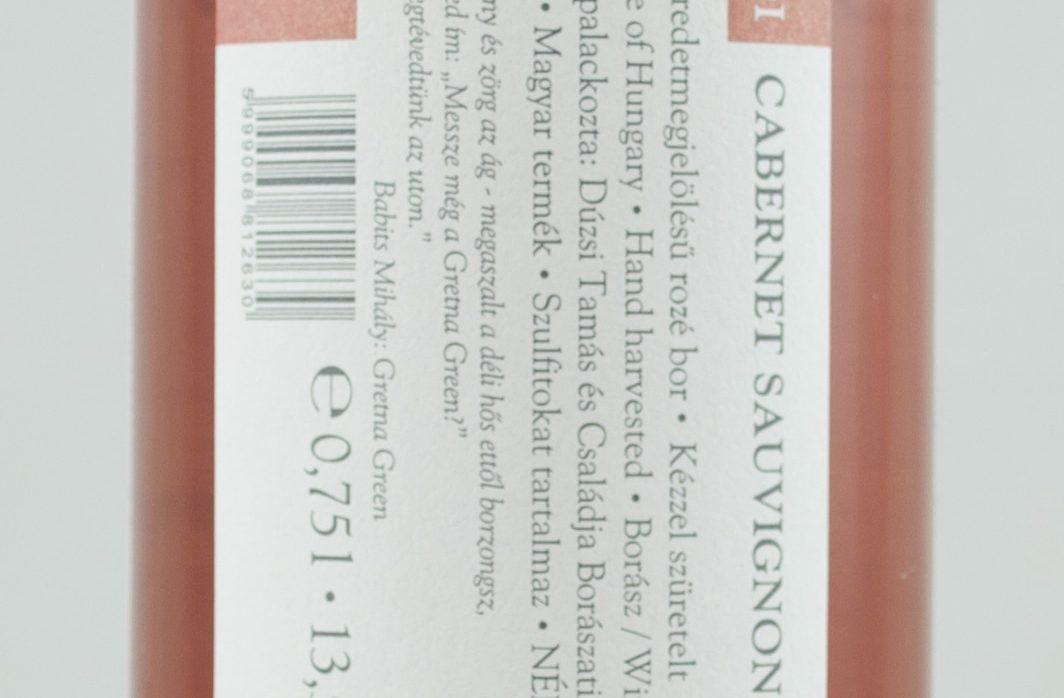 CABERNET SAUVIGNON
redetmegjelölésű rozé bor • Kézzel szüretelt
e of Hungary • Hand harvested • Borász / Wi
palackozta: Dúzsi Tamás és Családja Borászati
• Magyar termék • Szulfitokat tartalmaz • NÉ
ny és zörg az ág - megaszalt a déli hős ettől borzongsz,
ed ím: „Messze még a Gretna Green?”
egtévedtünk az uton.”
Babits Mihály: Gretna Green
e 0,75 l • 13,
5 999068 812630